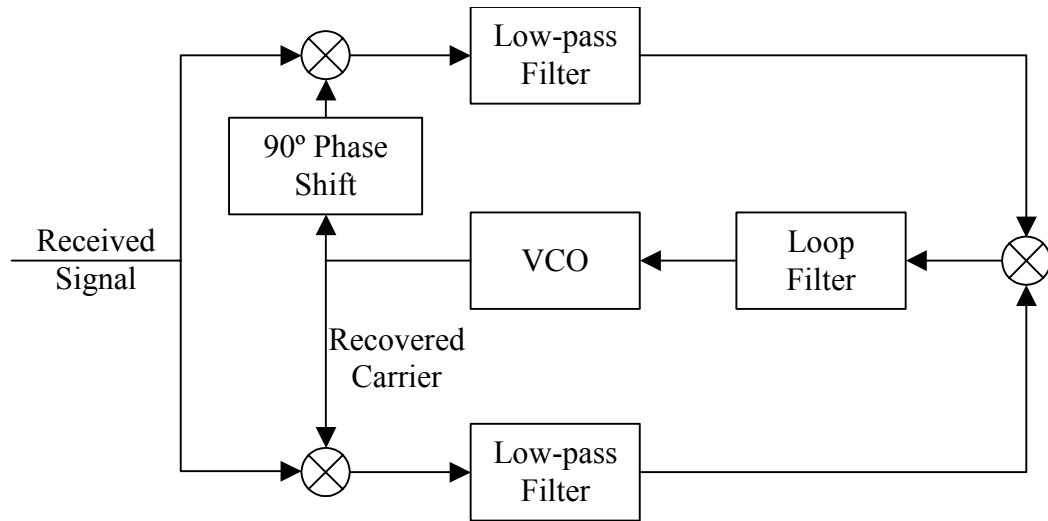 Low-pass
Filter
90º Phase
Shift
Received
Signal
VCO
Loop
Filter
Recovered
Carrier
Low-pass
Filter